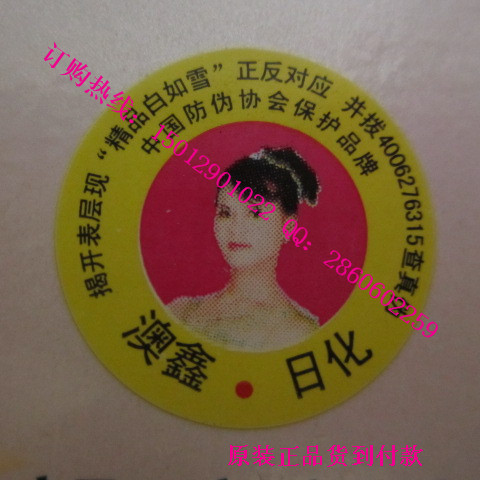 揭开表层现“精品白如雪”正反对应 并拨4006276315查真伪
中国防伪协会保护品牌
澳鑫·日化
订购热线：15012901022 QQ：2860602259
原装正品货到付款